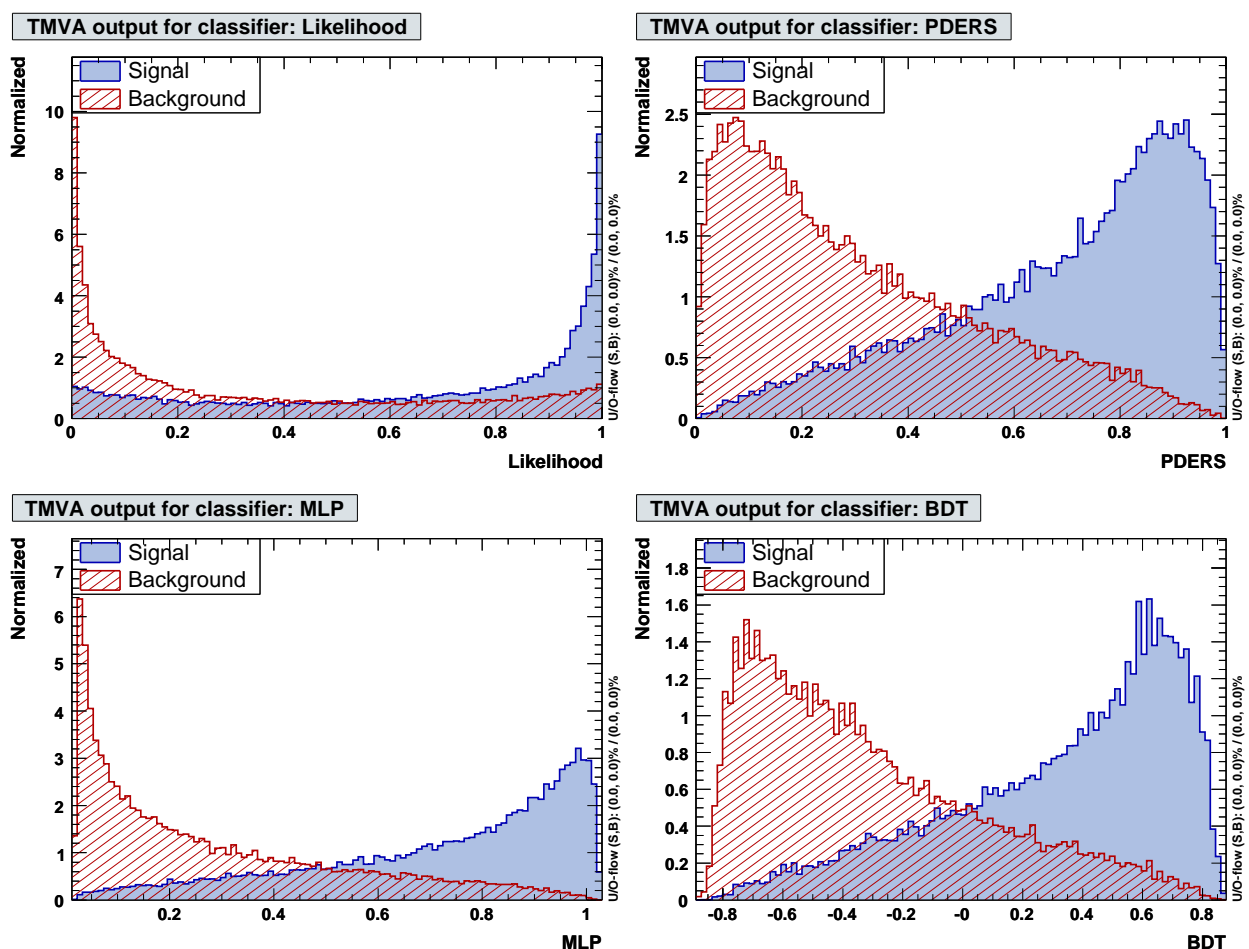 TMVA output for classifier: Likelihood
Normalized
Signal
Background
10
8
6
4
2
0
0 0.2 0.4 0.6 0.8 1
Likelihood
U/O-flow (S,B): (0.0, 0.0)% / (0.0, 0.0)%
TMVA output for classifier: PDERS
Normalized
Signal
Background
2.5
2
1.5
1
0.5
0
0 0.2 0.4 0.6 0.8 1
PDERS
U/O-flow (S,B): (0.0, 0.0)% / (0.0, 0.0)%
TMVA output for classifier: MLP
Normalized
Signal
Background
7
6
5
4
3
2
1
0
0.2 0.4 0.6 0.8 1
MLP
U/O-flow (S,B): (0.0, 0.0)% / (0.0, 0.0)%
TMVA output for classifier: BDT
Normalized
Signal
Background
1.8
1.6
1.4
1.2
1
0.8
0.6
0.4
0.2
0
-0.8 -0.6 -0.4 -0.2 -0 0.2 0.4 0.6 0.8
BDT
U/O-flow (S,B): (0.0, 0.0)% / (0.0, 0.0)%